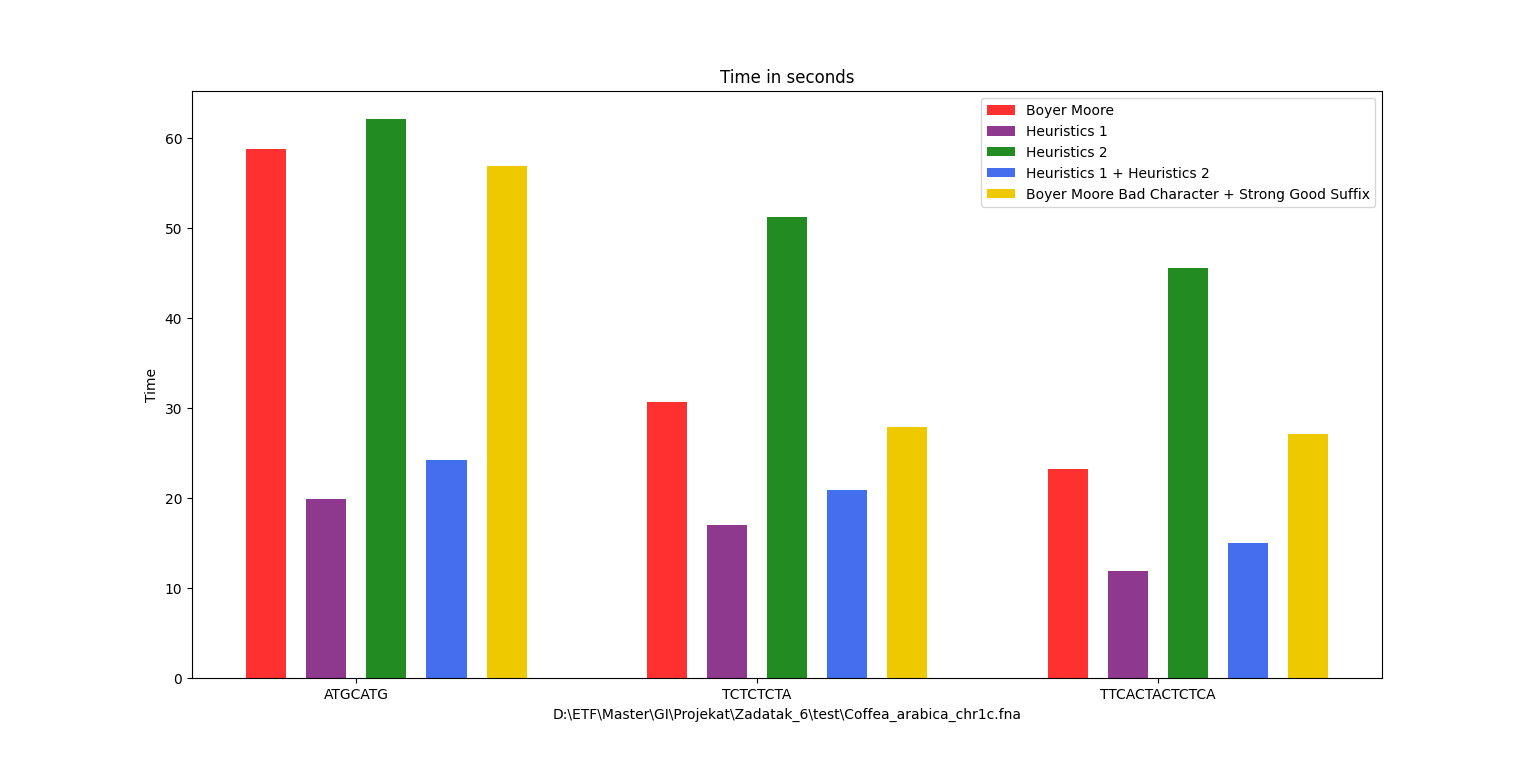 Time in seconds
Boyer Moore
Heuristics 1
Heuristics 2
Heuristics 1 + Heuristics 2
Boyer Moore Bad Character + Strong Good Suffix
60
50
40
30
20
10
0
Time
ATGCATG
TCTCTCTA
TTCACTACTCTCA
D:\ETF\Master\GI\Projekat\Zadatak_6\test\Coffea_arabica_chr1c.fna